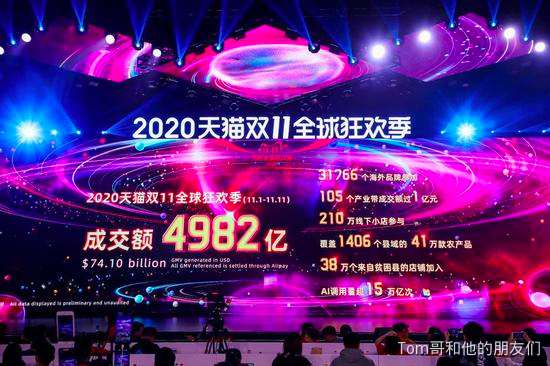 2020天猫双11全球狂欢季
2020天猫双11全球狂欢季(11.1-11.11)
成交额 4982 亿
$74.10 billion
GMV generated in USD
All GMV referenced is settled through Alipay
31766个海外品牌参加
105个产业带成交额过1亿元
210万线下小店参与
覆盖1406个县域的41万款农产品
38万个来自贫困县的店铺加入
AI调用量超15万亿次
All data displayed is preliminary and unaudited
Tom哥和他的朋友们